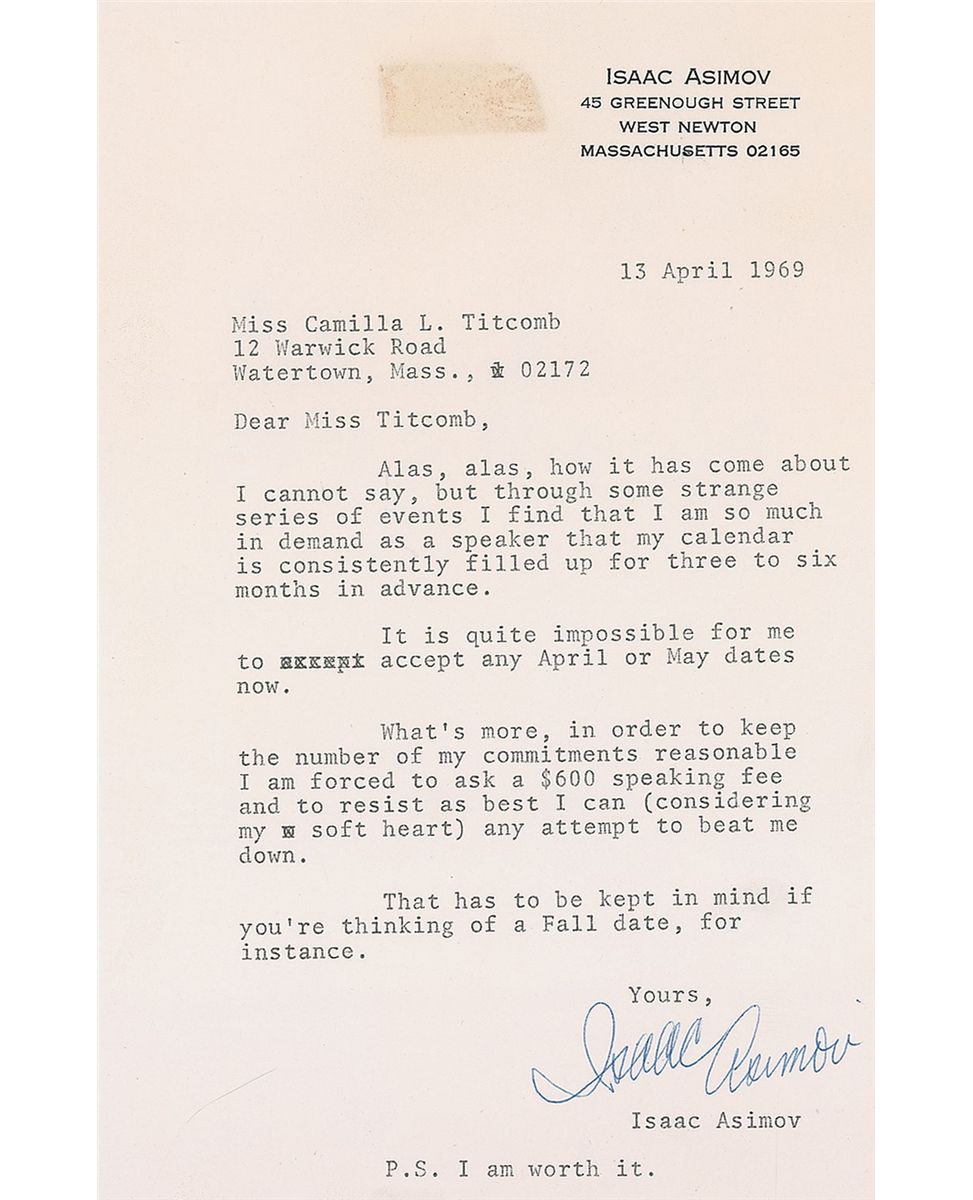 ISAAC ASIMOV
45 GREENOUGH STREET
WEST NEWTON
MASSACHUSETTS 02165
13 April 1969
Miss Camilla L. Titcomb
12 Warwick Road
Watertown, Mass., 02172
Dear Miss Titcomb,
Alas, alas, how it has come about
I cannot say, but through some strange
series of events I find that I am so much
in demand as a speaker that my calendar
is consistently filled up for three to six
months in advance.
It is quite impossible for me
to accept any April or May dates
now.
What's more, in order to keep
the number of my commitments reasonable
I am forced to ask a $600 speaking fee
and to resist as best I can (considering
my soft heart) any attempt to beat me
down.
That has to be kept in mind if
you're thinking of a Fall date, for
instance.
Yours,
Isaac Asimov
Isaac Asimov
P.S. I am worth it.